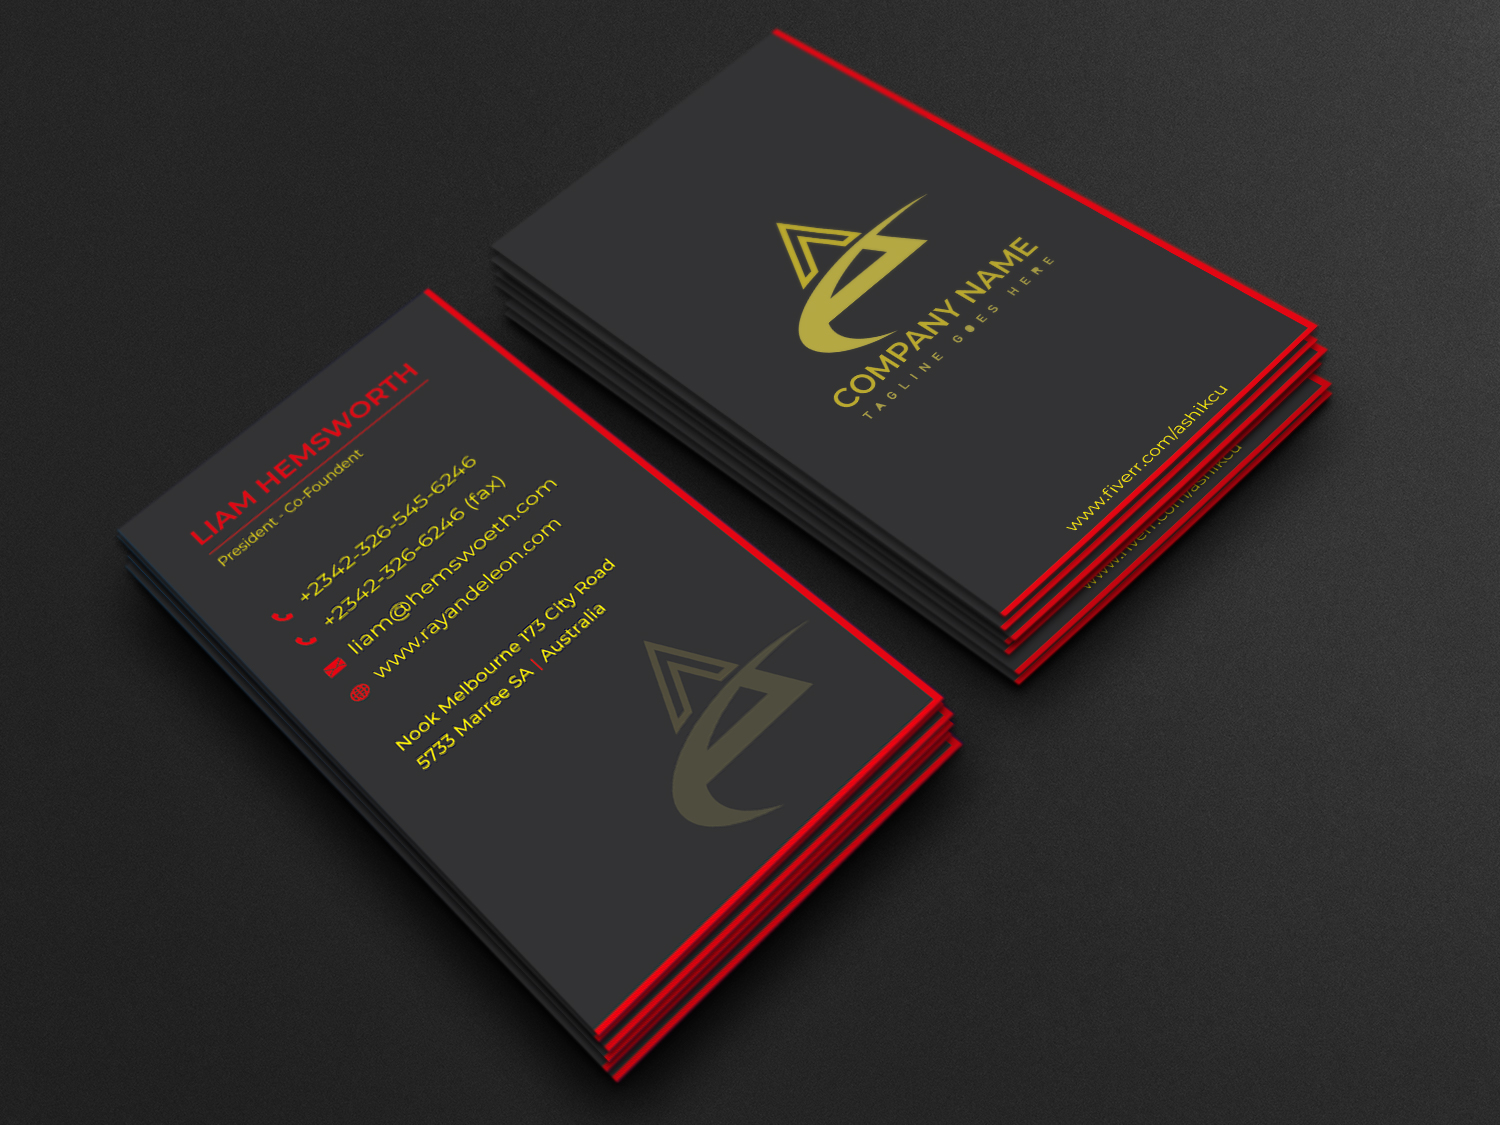 LIAM HEMSWORTH
President - Co-Foundent
+2342-326-545-6246
+2342-326-6246 (fax)
liam@hemswoeth.com
www.rayandeleon.com
Nook Melbourne 173 City Road
5733 Marree SA | Australia
COMPANY NAME
TAGLINE GOES HERE
www.fiverr.com/ashikcu
www.fiverr.com/ashikcu